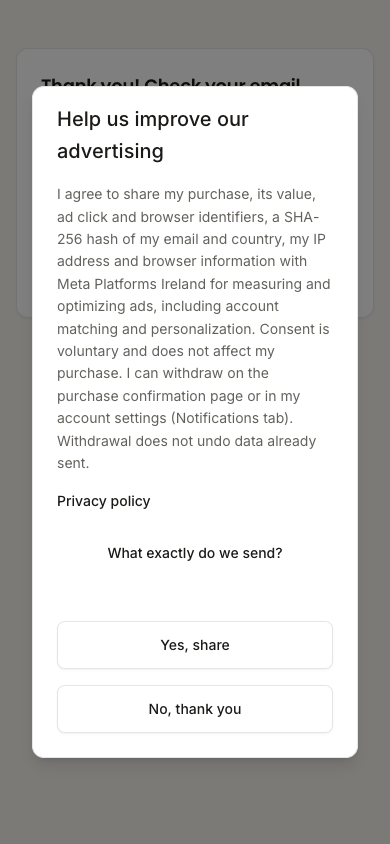 Thank you! Check your email
Help us improve our
advertising
I agree to share my purchase, its value,
ad click and browser identifiers, a SHA-
256 hash of my email and country, my IP
address and browser information with
Meta Platforms Ireland for measuring and
optimizing ads, including account
matching and personalization. Consent is
voluntary and does not affect my
purchase. I can withdraw on the
purchase confirmation page or in my
account settings (Notifications tab).
Withdrawal does not undo data already
sent.
Privacy policy
What exactly do we send?
Yes, share
No, thank you